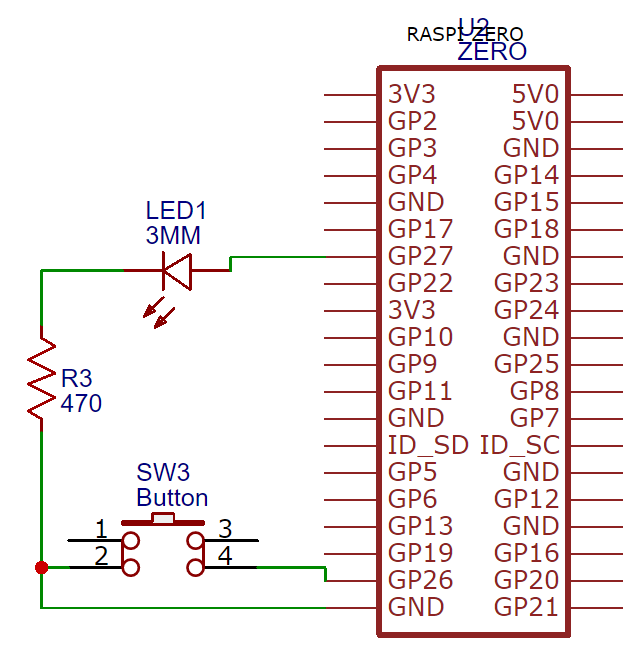 U2
RASPI ZERO
ZERO
3V3 5V0
GP2 5V0
GP3 GND
GP4 GP14
GND GP15
GP17 GP18
GP27 GND
GP22 GP23
3V3 GP24
GP10 GND
GP9 GP25
GP11 GP8
GND GP7
ID_SD ID_SC
GP5 GND
GP6 GP12
GP13 GND
GP19 GP16
GP26 GP20
GND GP21
LED1
3MM
R3
470
SW3
Button
1 3
2 4